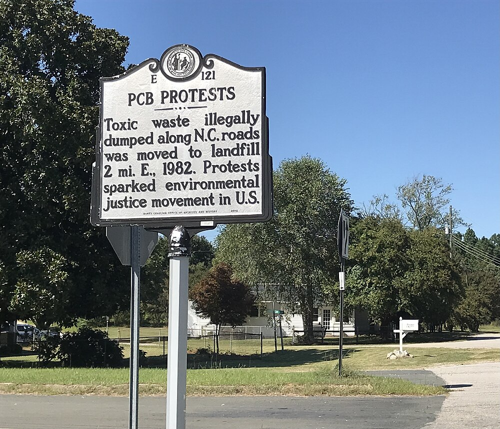 E 121
PCB PROTESTS
Toxic waste illegally
dumped along N.C. roads
was moved to landfill
2 mi. E., 1982. Protests
sparked environmental
justice movement in U.S.